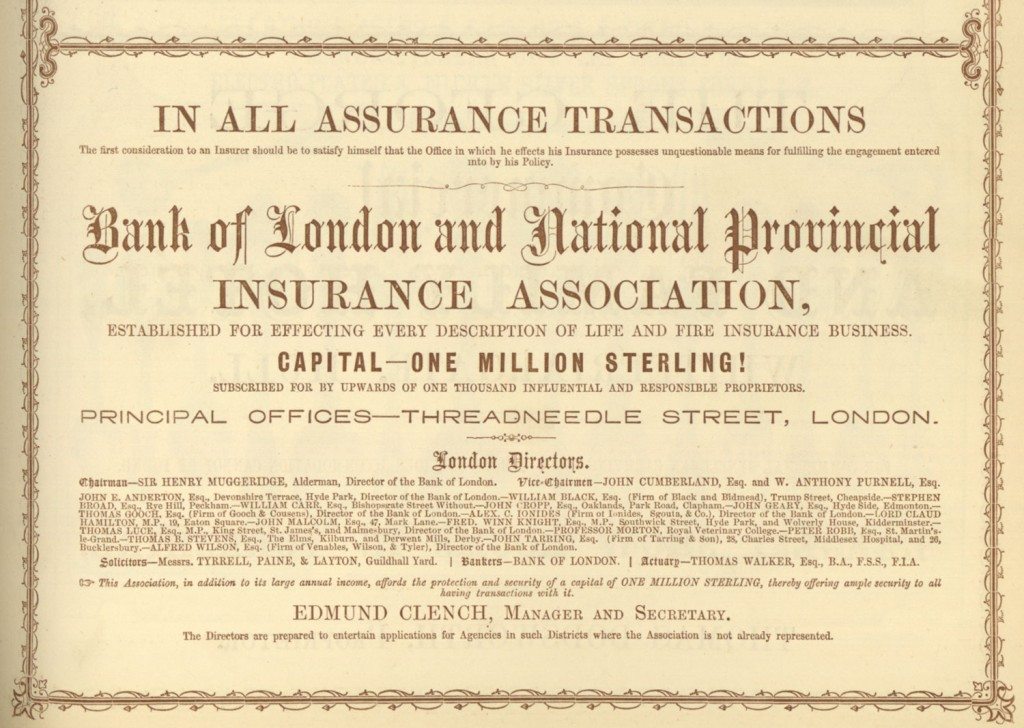 IN ALL ASSURANCE TRANSACTIONS
The first consideration to an Insurer should be to satisfy himself that the Office in which he effects his Insurance possesses unquestionable means for fulfilling the engagement entered
into by his Policy.
Bank of London and National Provincial
INSURANCE ASSOCIATION,
ESTABLISHED FOR EFFECTING EVERY DESCRIPTION OF LIFE AND FIRE INSURANCE BUSINESS.
CAPITAL—ONE MILLION STERLING!
SUBSCRIBED FOR BY UPWARDS OF ONE THOUSAND INFLUENTIAL AND RESPONSIBLE PROPRIETORS.
PRINCIPAL OFFICES—THREADNEEDLE STREET, LONDON.
London Directors.
Chairman—SIR HENRY MUGGERIDGE, Alderman, Director of the Bank of London. Vice-Chairmen—JOHN CUMBERLAND, Esq. and W. ANTHONY PURNELL, Esq.
JOHN E. ANDERTON, Esq., Devonshire Terrace, Hyde Park, Director of the Bank of London.—WILLIAM BLACK, Esq. (Firm of Black and Bidmead), Trump Street, Cheapside.—STEPHEN
BROAD, Esq., Rye Hill, Peckham.—WILLIAM CARR, Esq., Bishopsgate Street Without.—JOHN CROPP, Esq., Oaklands, Park Road, Clapham.—JOHN GEARY, Esq., Hyde Side, Edmonton.—
THOMAS GOOCH, Esq. (Firm of Gooch & Cousens), Director of the Bank of London.—ALEX. C. IONIDES (Firm of Ionides, Sgouta, & Co.), Director of the Bank of London.—LORD CLAUD
HAMILTON, M.P., 19, Eaton Square.—JOHN MALCOLM, Esq., 47, Mark Lane.—FRED. WINN KNIGHT, Esq., M.P., Southwick Street, Hyde Park, and Wolverly House, Kidderminster.—
THOMAS LUCE, Esq., M.P., King Street, St. James's, and Malmesbury, Director of the Bank of London.—PROFESSOR MORTON, Royal Veterinary College.—PETER ROBB, Esq., St. Martin's-
le-Grand.—THOMAS B. STEVENS, Esq., The Elms, Kilburn, and Derwent Mills, Derby.—JOHN TARRING, Esq. (Firm of Tarring & Son), 28, Charles Street, Middlesex Hospital, and 26,
Bucklersbury.—ALFRED WILSON, Esq. (Firm of Venables, Wilson, & Tyler), Director of the Bank of London.
Solicitors—Messrs. TYRRELL, PAINE, & LAYTON, Guildhall Yard. | Bankers—BANK OF LONDON. | Actuary—THOMAS WALKER, Esq., B.A., F.S.S., F.I.A.
☞ This Association, in addition to its large annual income, affords the protection and security of a capital of ONE MILLION STERLING, thereby offering ample security to all
having transactions with it.
EDMUND CLENCH, MANAGER AND SECRETARY.
The Directors are prepared to entertain applications for Agencies in such Districts where the Association is not already represented.